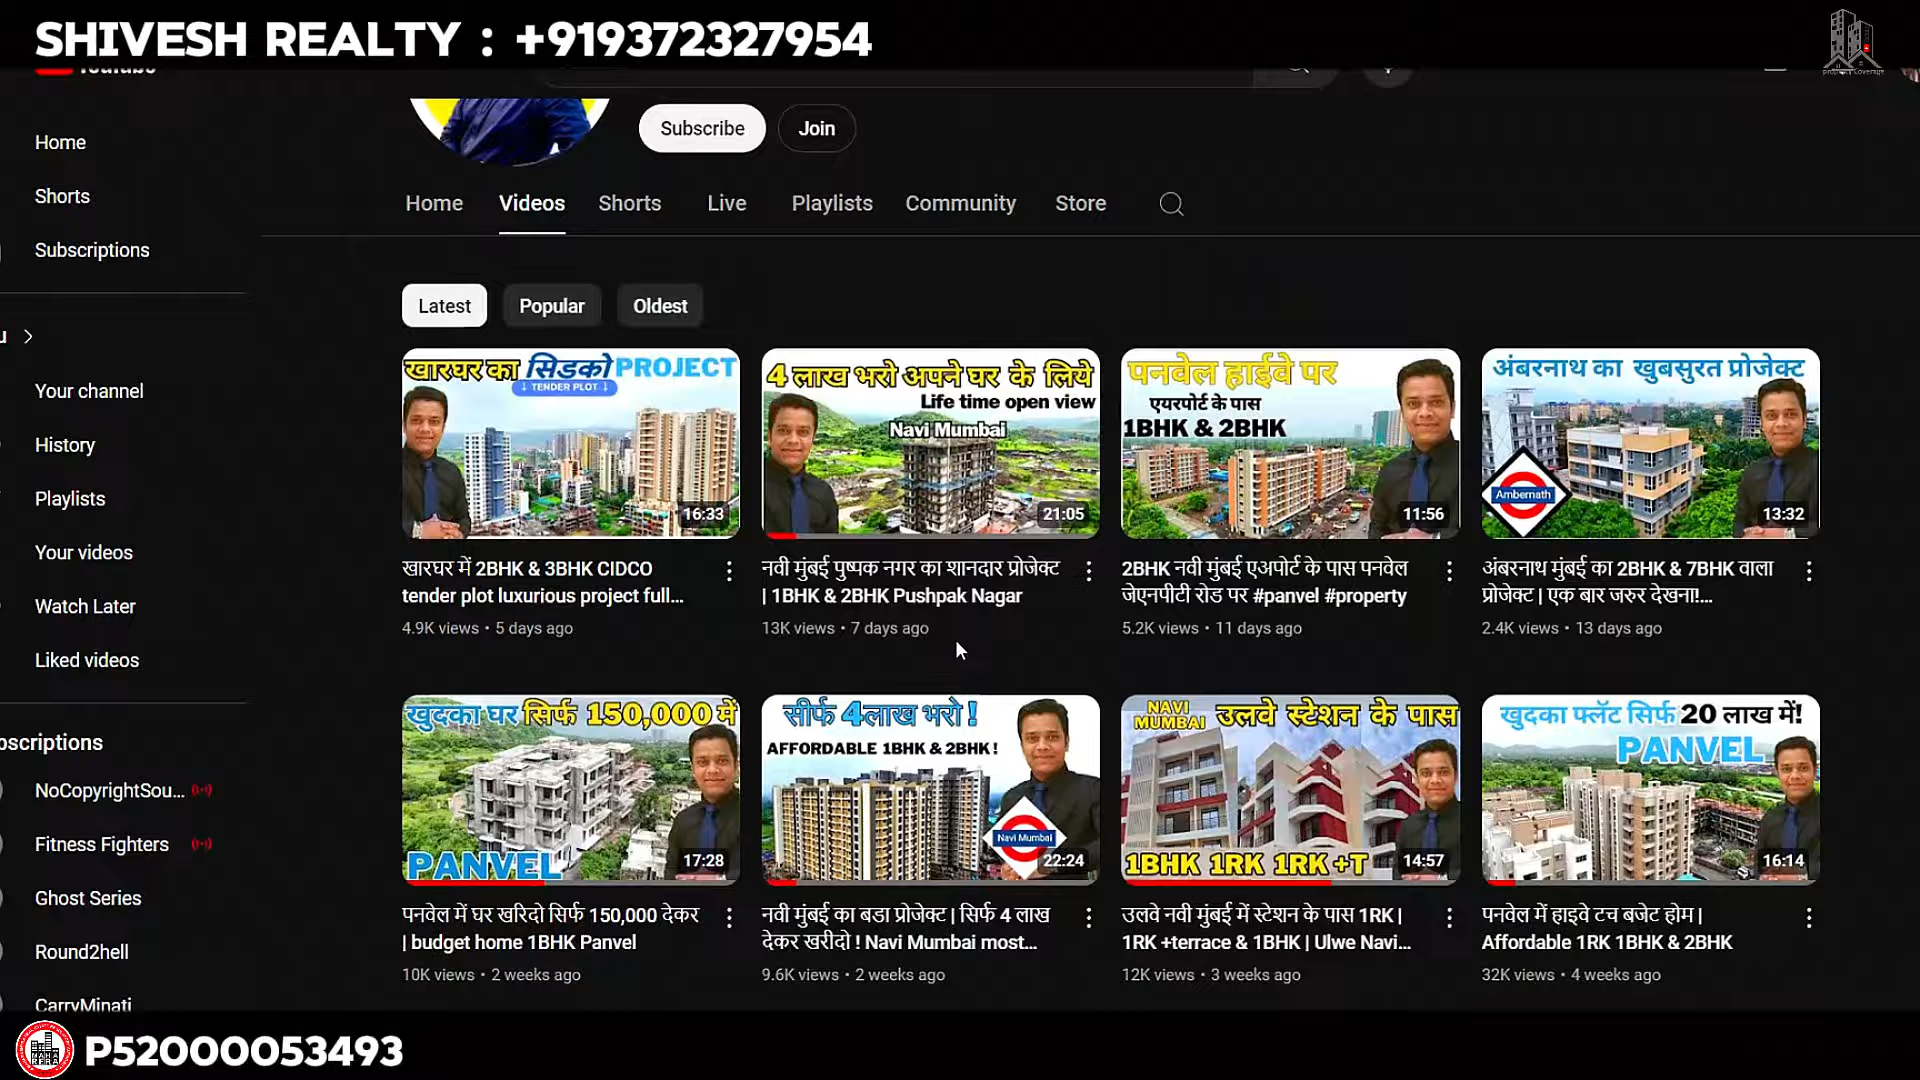 SHIVESH REALTY : +919372327954
Property Coverage
YouTube
Home
Shorts
Subscriptions
Your channel
History
Playlists
Your videos
Watch Later
Liked videos
NoCopyrightSou...
Fitness Fighters
Ghost Series
Round2hell
CarryMinati
Subscribe
Join
Home
Videos
Shorts
Live
Playlists
Community
Store
Latest
Popular
Oldest
खारघर का सिडको PROJECT
↓ TENDER PLOT ↓
16:33
खारघर में 2BHK & 3BHK CIDCO
tender plot luxurious project full...
4.9K views • 5 days ago
4 लाख भरो अपने घर के लिये
Life time open view
Navi Mumbai
21:05
नवी मुंबई पुष्पक नगर का शानदार प्रोजेक्ट
| 1BHK & 2BHK Pushpak Nagar
13K views • 7 days ago
पनवेल हाईवे पर
एयरपोर्ट के पास
1BHK & 2BHK
11:56
2BHK नवी मुंबई एअपोर्ट के पास पनवेल
जेएनपीटी रोड पर #panvel #property
5.2K views • 11 days ago
अंबरनाथ का खुबसुरत प्रोजेक्ट
Ambernath
13:32
अंबरनाथ मुंबई का 2BHK & 7BHK वाला
प्रोजेक्ट | एक बार जरुर देखना!...
2.4K views • 13 days ago
खुदका घर सिर्फ 150,000 में
PANVEL
17:28
पनवेल में घर खरिदो सिर्फ 150,000 देकर
| budget home 1BHK Panvel
10K views • 2 weeks ago
सीर्फ 4लाख भरो !
AFFORDABLE 1BHK & 2BHK !
Navi Mumbai
22:24
नवी मुंबई का बडा प्रोजेक्ट | सिर्फ 4 लाख
देकर खरीदो ! Navi Mumbai most...
9.6K views • 2 weeks ago
NAVI MUMBAI उलवे स्टेशन के पास
1BHK 1RK 1RK +T
14:57
उलवे नवी मुंबई में स्टेशन के पास 1RK |
1RK +terrace & 1BHK | Ulwe Navi...
12K views • 3 weeks ago
खुदका फ्लॅट सिर्फ 20 लाख में!
PANVEL
16:14
पनवेल में हाइवे टच बजेट होम |
Affordable 1RK 1BHK & 2BHK
32K views • 4 weeks ago
MAHA RERA
P52000053493